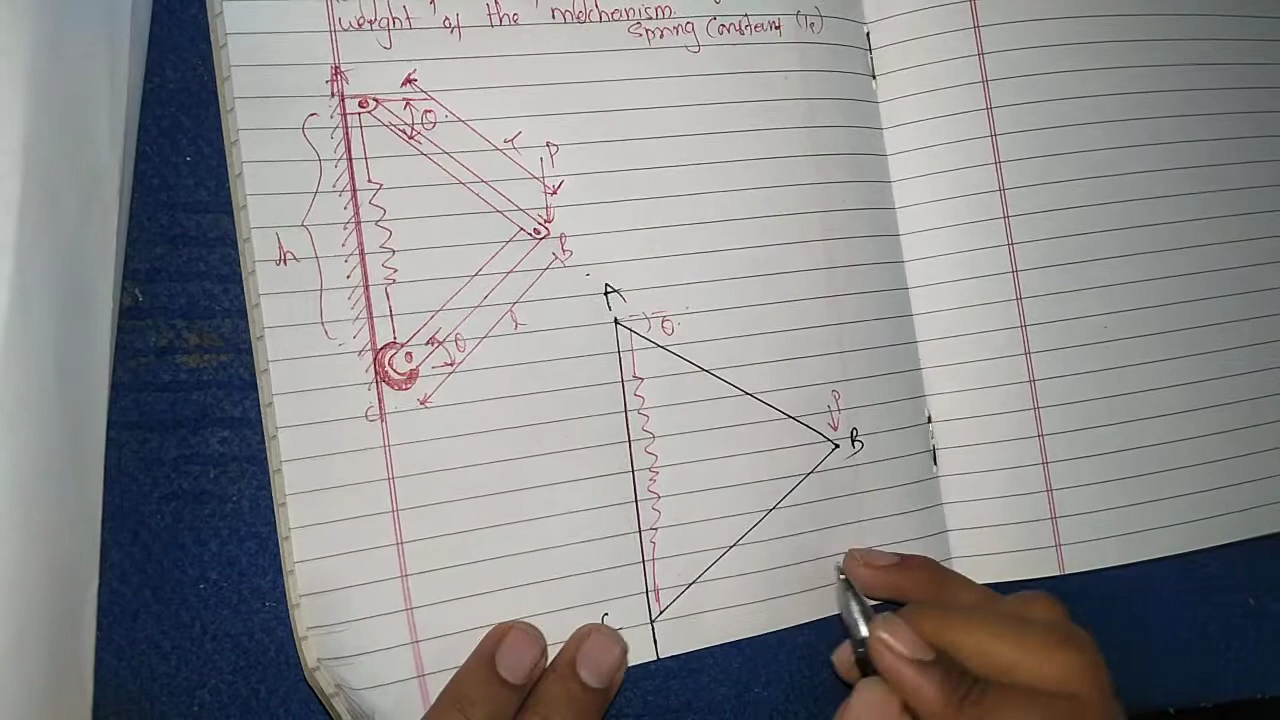 weight of the mechanism.
Spring Constant (k)
A
θ
P
h
B
l
θ
C
A
θ
P
B
C